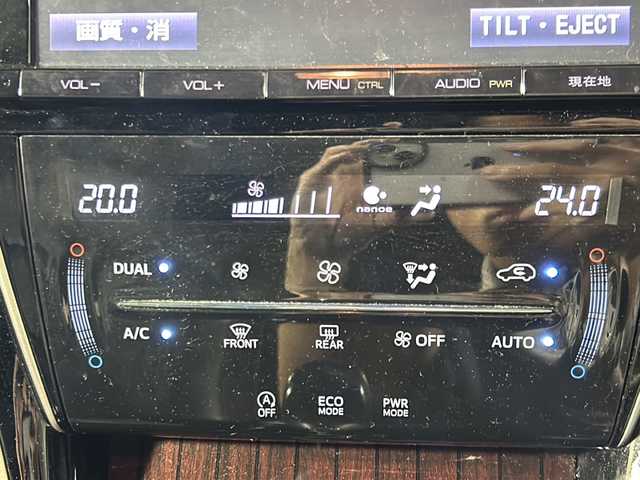 画質・消 TILT・EJECT
VOL− VOL+ MENU CTRL AUDIO PWR 現在地
20.0 nanoe 24.0
DUAL
A/C FRONT REAR OFF AUTO
A OFF ECO MODE PWR MODE